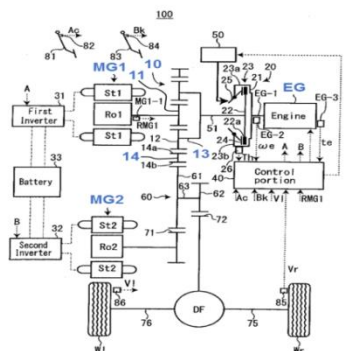 100
Ac
82
81
Bk
84
83
10
50
23
20
MG1
11
23a
25
21
EG
EG-1
A
31
St1
MG1-1
22
22a
Engine
EG-3
First
Inverter
Ro1
RMG1
51
EG-2
ωe
A
B
te
St1
12
13
24
23b
Th
33
14a
14
14b
26
40
Control
portion
Battery
61
Ac
Bk
Vl
Vr
RMG1
MG2
63
62
60
B
32
St2
71
72
Second
Inverter
Ro2
St2
Vl
86
Vr
85
DF
76
75
Wl
Wr